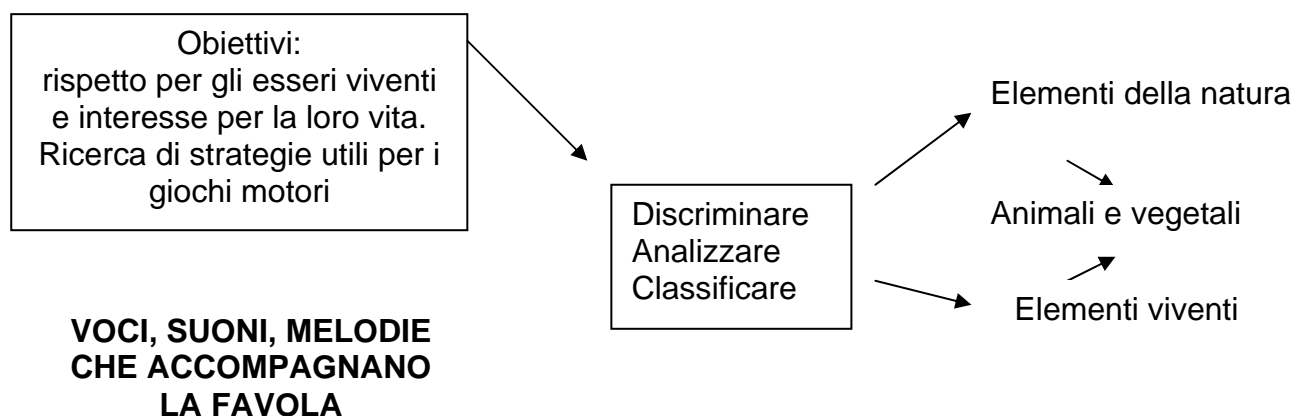 Obiettivi:
rispetto per gli esseri viventi
e interesse per la loro vita.
Ricerca di strategie utili per i
giochi motori
Discriminare
Analizzare
Classificare
Elementi della natura
Animali e vegetali
Elementi viventi
VOCI, SUONI, MELODIE
CHE ACCOMPAGNANO
LA FAVOLA